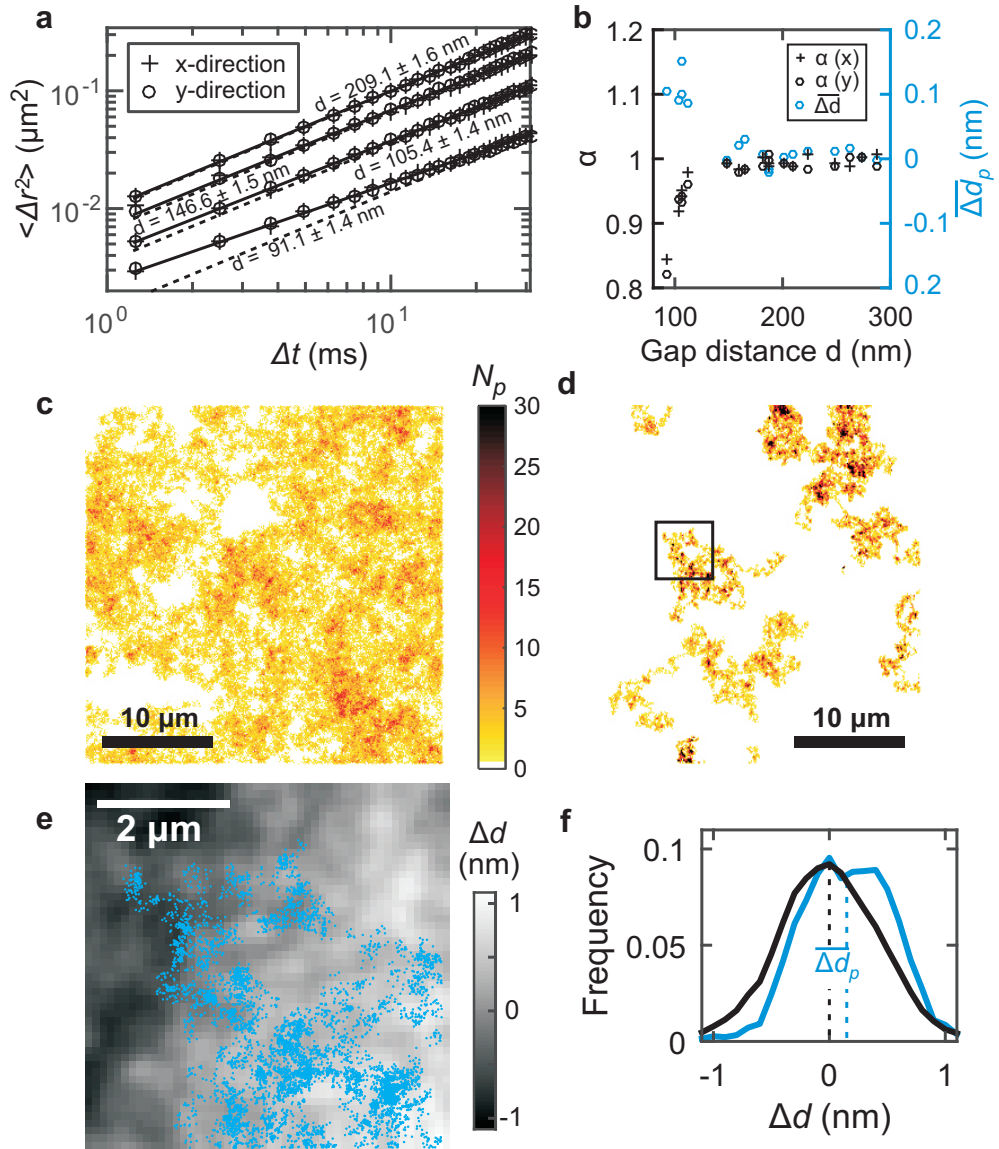 a
x-direction
y-direction
d = 209.1 ± 1.6 nm
d = 146.6 ± 1.5 nm
d = 105.4 ± 1.4 nm
d = 91.1 ± 1.4 nm
10⁻¹
10⁻²
<Δr²> (µm²)
10⁰
10¹
Δt (ms)
b
α (x)
α (y)
Δd
1.2
1.1
1
0.9
0.8
α
0.2
0.1
0
-0.1
0.2
Δdₚ (nm)
100
200
300
Gap distance d (nm)
c
10 µm
Nₚ
30
25
20
15
10
5
0
d
10 µm
e
2 µm
Δd
(nm)
1
0
-1
f
0.1
0.05
0
Frequency
Δdₚ
-1
0
1
Δd (nm)